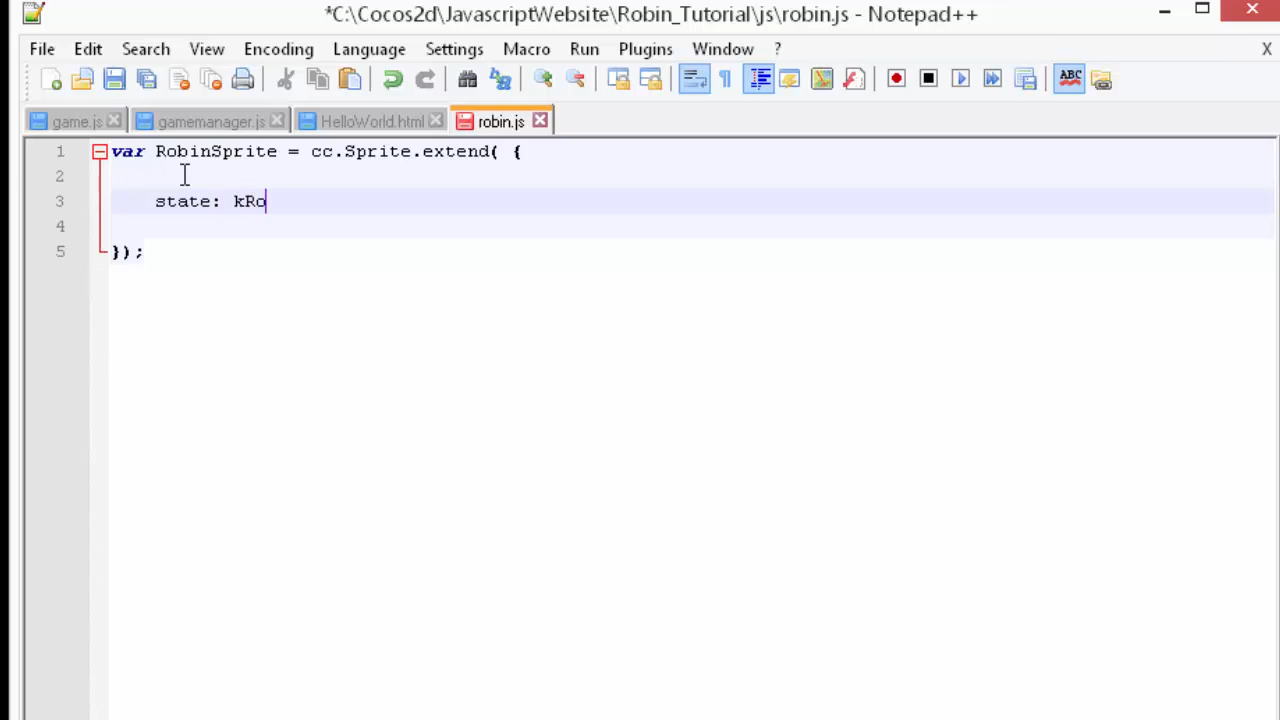 *C:\Cocos2d\JavascriptWebsite\Robin_Tutorial\js\robin.js - Notepad++
File Edit Search View Encoding Language Settings Macro Run Plugins Window ? X
ABC
game.js gamemanager.js HelloWorld.html robin.js
1 var RobinSprite = cc.Sprite.extend( {
2
3 state: kRo
4
5 });